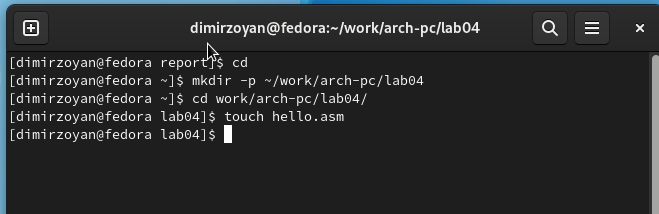 dimirzoyan@fedora:~/work/arch-pc/lab04
[dimirzoyan@fedora report]$ cd
[dimirzoyan@fedora ~]$ mkdir -p ~/work/arch-pc/lab04
[dimirzoyan@fedora ~]$ cd work/arch-pc/lab04/
[dimirzoyan@fedora lab04]$ touch hello.asm
[dimirzoyan@fedora lab04]$